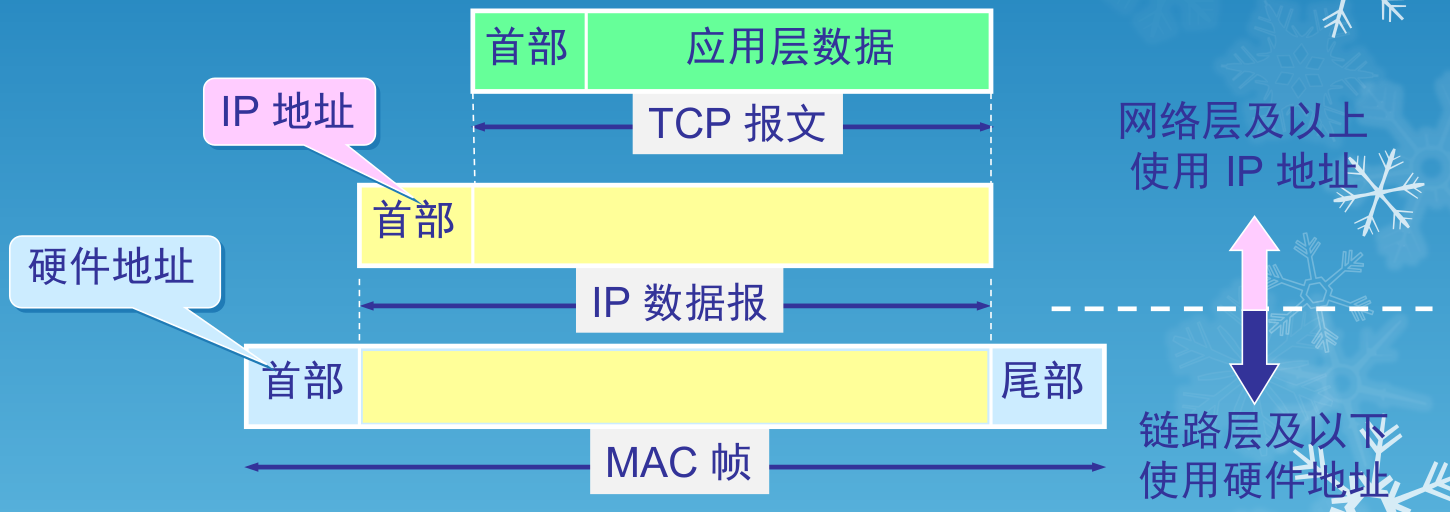 首部
应用层数据
IP 地址
TCP 报文
网络层及以上
使用 IP 地址
首部
硬件地址
IP 数据报
首部
尾部
链路层及以下
使用硬件地址
MAC 帧